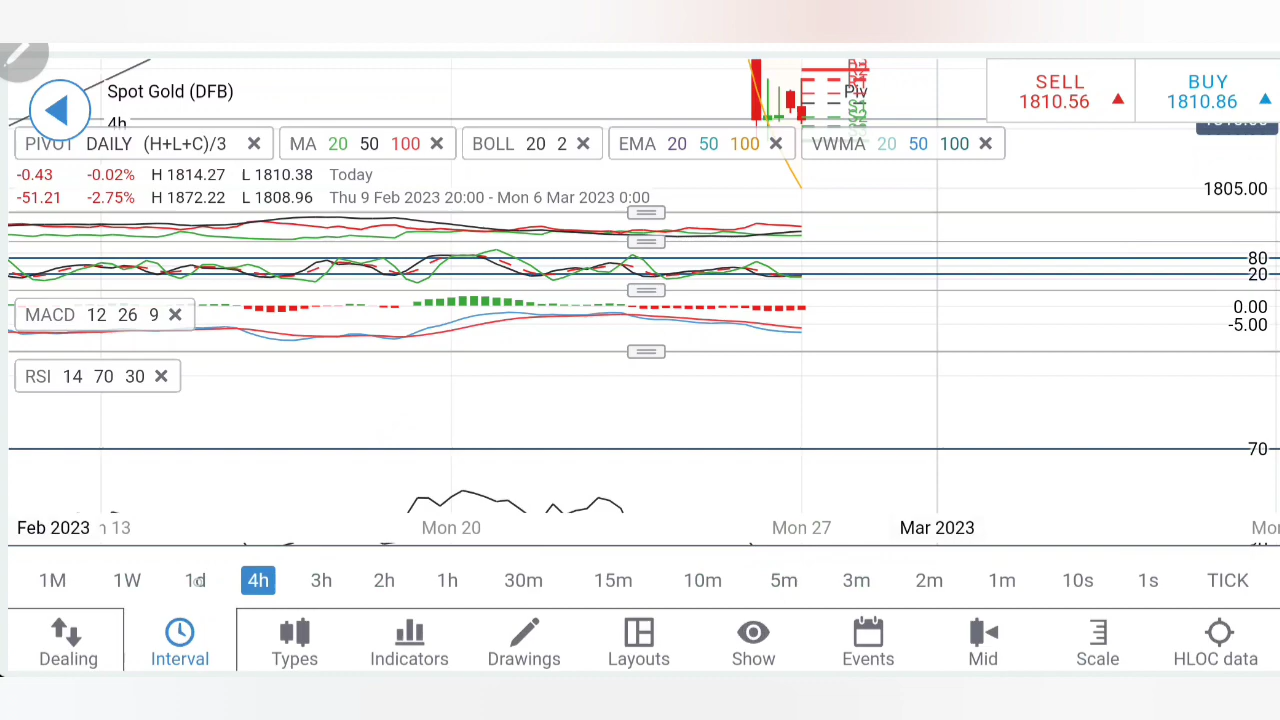 Spot Gold (DFB)
4h
SELL
1810.56
BUY
1810.86
Piv
PIVOT DAILY (H+L+C)/3
MA 20 50 100
BOLL 20 2
EMA 20 50 100
VWMA 20 50 100
-0.43 -0.02% H 1814.27 L 1810.38 Today
-51.21 -2.75% H 1872.22 L 1808.96 Thu 9 Feb 2023 20:00 - Mon 6 Mar 2023 0:00
1805.00
80
20
MACD 12 26 9
0.00
-5.00
RSI 14 70 30
70
Feb 2023 13 Mon 20 Mon 27 Mar 2023
1M 1W 1d 4h 3h 2h 1h 30m 15m 10m 5m 3m 2m 1m 10s 1s TICK
Dealing Interval Types Indicators Drawings Layouts Show Events Mid Scale HLOC data